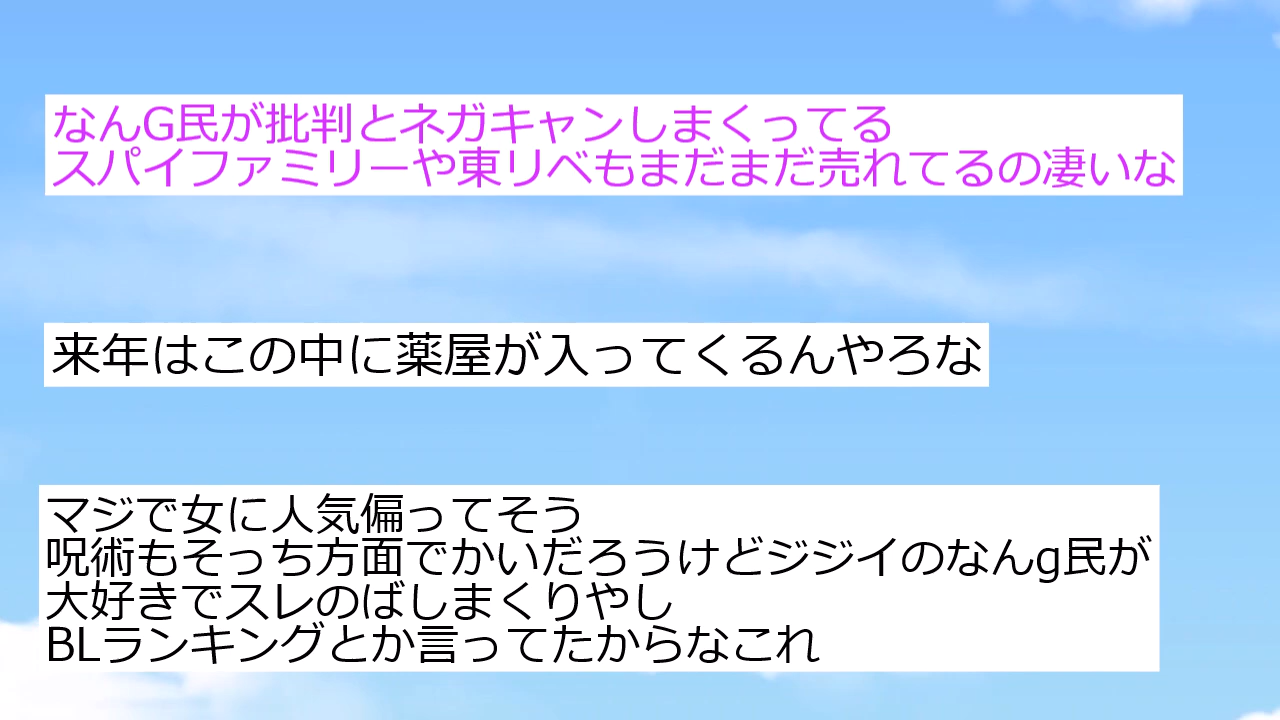 なんG民が批判とネガキャンしまくってる
スパイファミリーや東リべもまだまだ売れてるの凄いな
来年はこの中に薬屋が入ってくるんやろな
マジで女に人気偏ってそう
呪術もそっち方面でかいだろうけどジジイのなんg民が
大好きでスレのばしまくりやし
BLランキングとか言ってたからなこれ